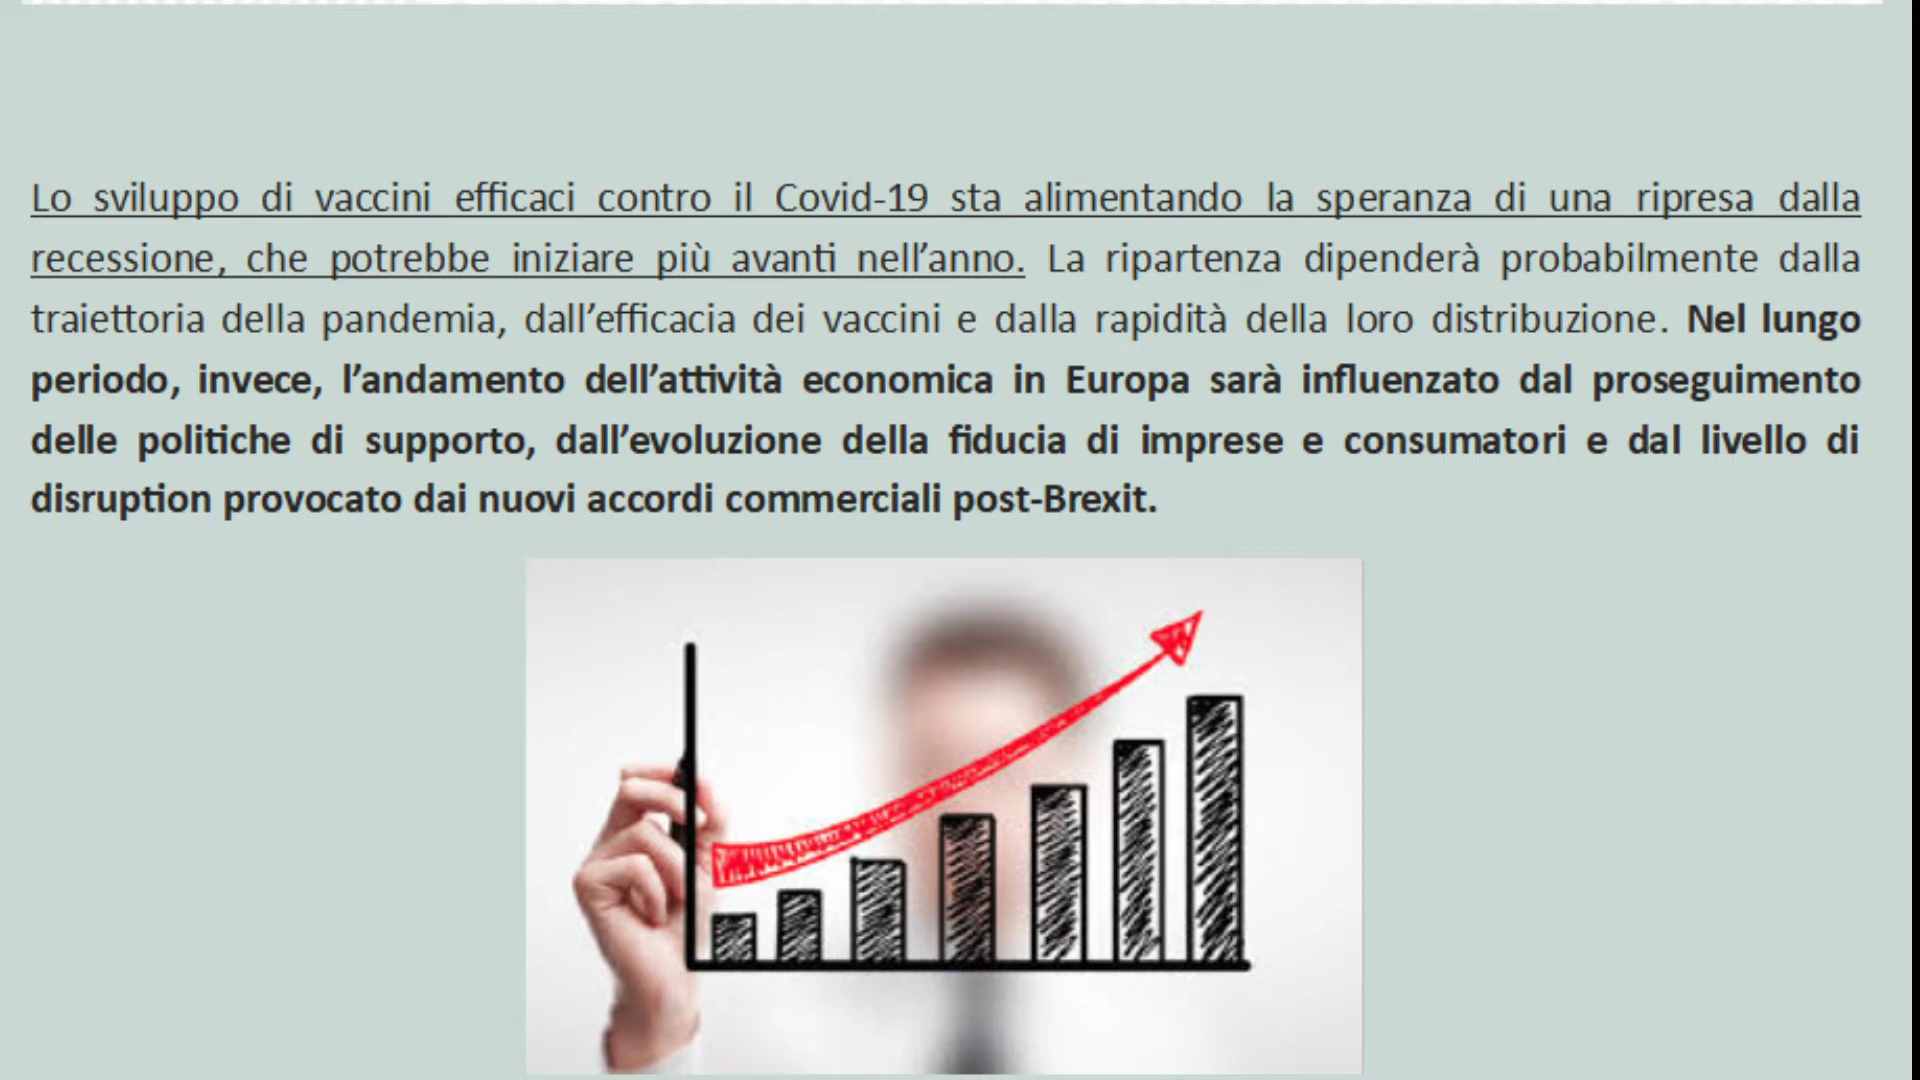 Lo sviluppo di vaccini efficaci contro il Covid-19 sta alimentando la speranza di una ripresa dalla
recessione, che potrebbe iniziare più avanti nell’anno. La ripartenza dipenderà probabilmente dalla
traiettoria della pandemia, dall’efficacia dei vaccini e dalla rapidità della loro distribuzione. Nel lungo
periodo, invece, l’andamento dell’attività economica in Europa sarà influenzato dal proseguimento
delle politiche di supporto, dall’evoluzione della fiducia di imprese e consumatori e dal livello di
disruption provocato dai nuovi accordi commerciali post-Brexit.